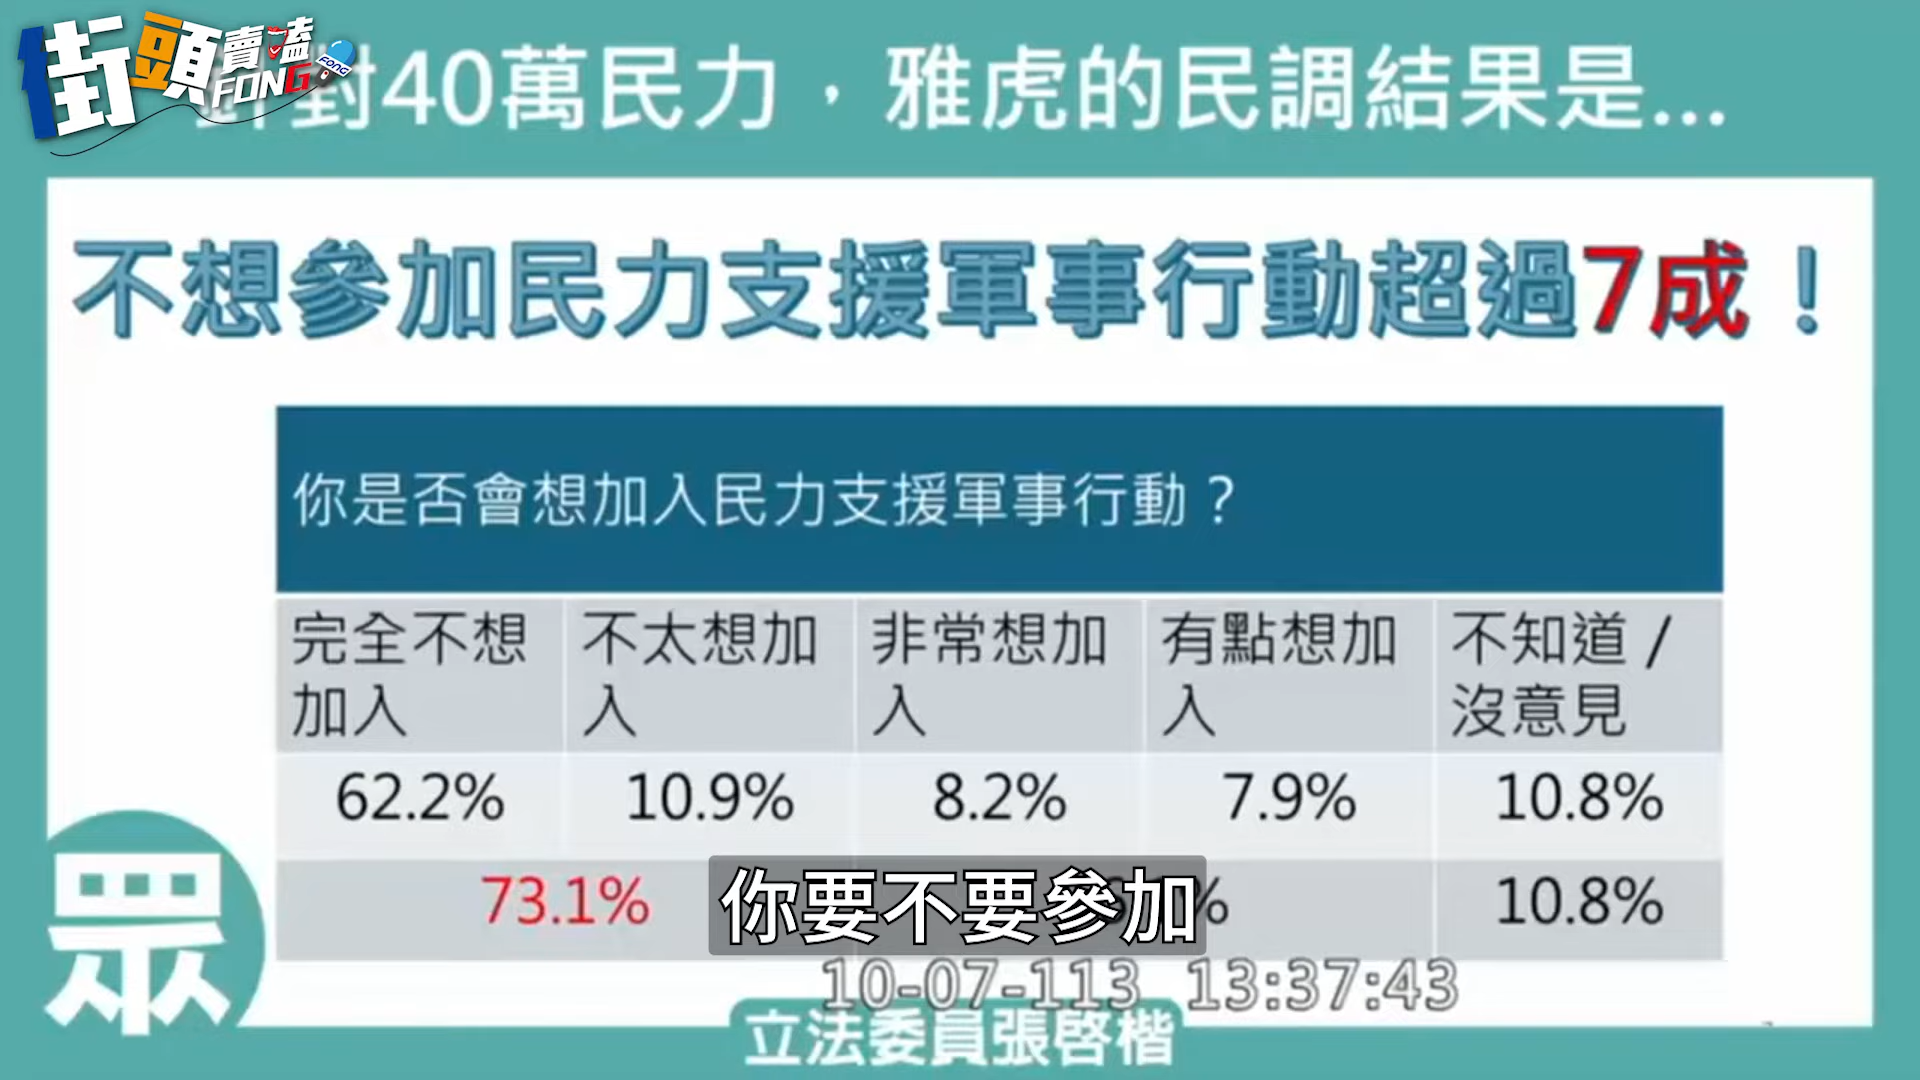 街頭賣嗑
FONG
FONG
對40萬民力，雅虎的民調結果是...
不想參加民力支援軍事行動超過7成！
你是否會想加入民力支援軍事行動？
完全不想加入
不太想加入
非常想加入
有點想加入
不知道/沒意見
62.2% 10.9% 8.2% 7.9% 10.8%
73.1% % 10.8%
你要不要參加
眾
10-07-113 13:37:43
立法委員張啓楷